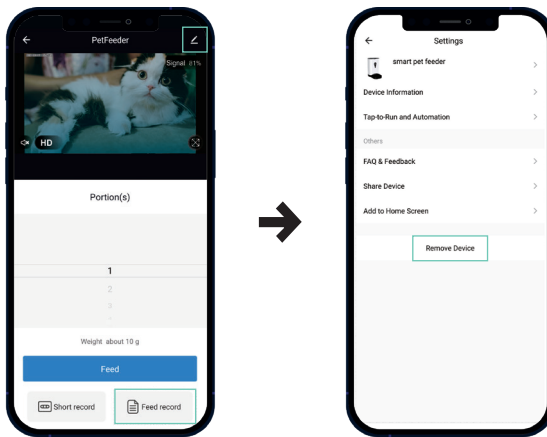 PetFeeder
Signal 81%
HD
Portion(s)
1
2
3
Weight about 10 g
Feed
Short record
Feed record
Settings
smart pet feeder
Device Information
Tap-to-Run and Automation
Others
FAQ & Feedback
Share Device
Add to Home Screen
Remove Device